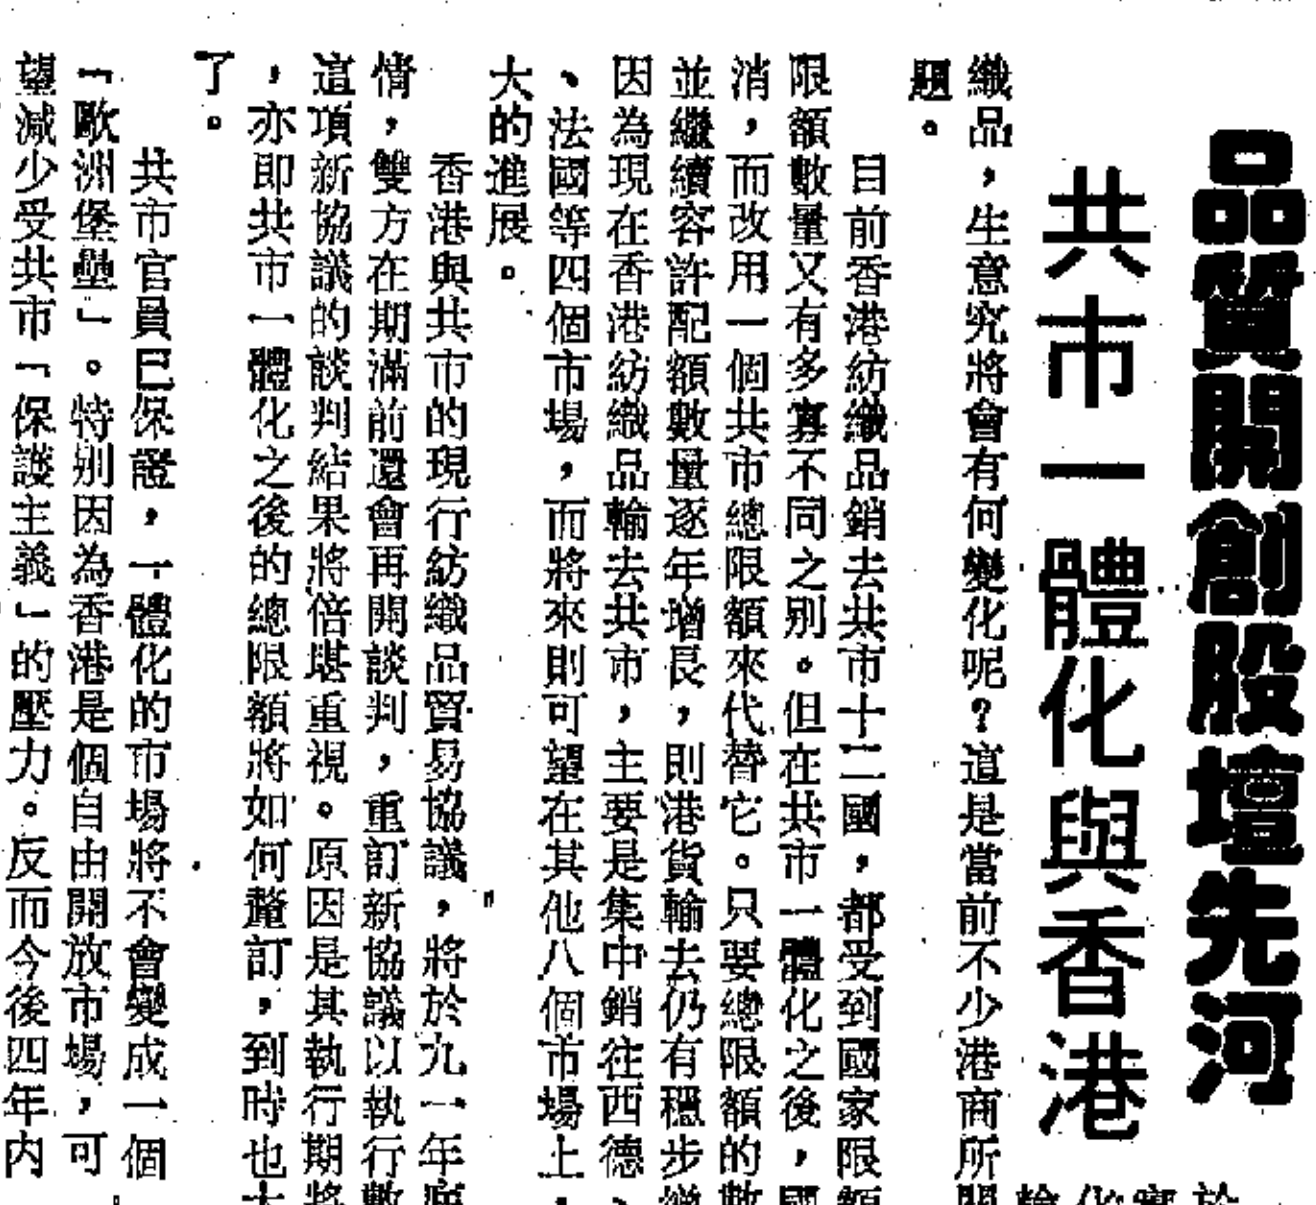 品質開創股壇先河
共市一體化與香港
織品，生意究將會有何變化呢？這是當前不少港商所
題。
目前香港紡織品銷去共市十二國，都受到國家限額
限額數量又有多寡不同之別。但在共市一體化之後，國
消，而改用一個共市總限額來代替它。只要總限額的數
並繼續容許配額數量逐年增長，則港貨輸去仍有穩步
因為現在香港紡織品輸去共市，主要是集中銷往西德、
、法國等四個市場，而將來則可望在其他八個市場上，
大的進展。
香港與共市的現行紡織品貿易協議，將於九一年
情，雙方在期滿前還會再開談判，重訂新協議以執行數
這項新協議的談判結果將倍堪重視。原因是其執行期將
，亦即共市一體化之後的總限額將如何釐訂，到時也
了。
共市官員已保證，一體化的市場將不會變成一個
「歐洲堡壘」。特別因為香港是個自由開放市場，可
望減少受共市「保護主義」的壓力。反而今後四年內